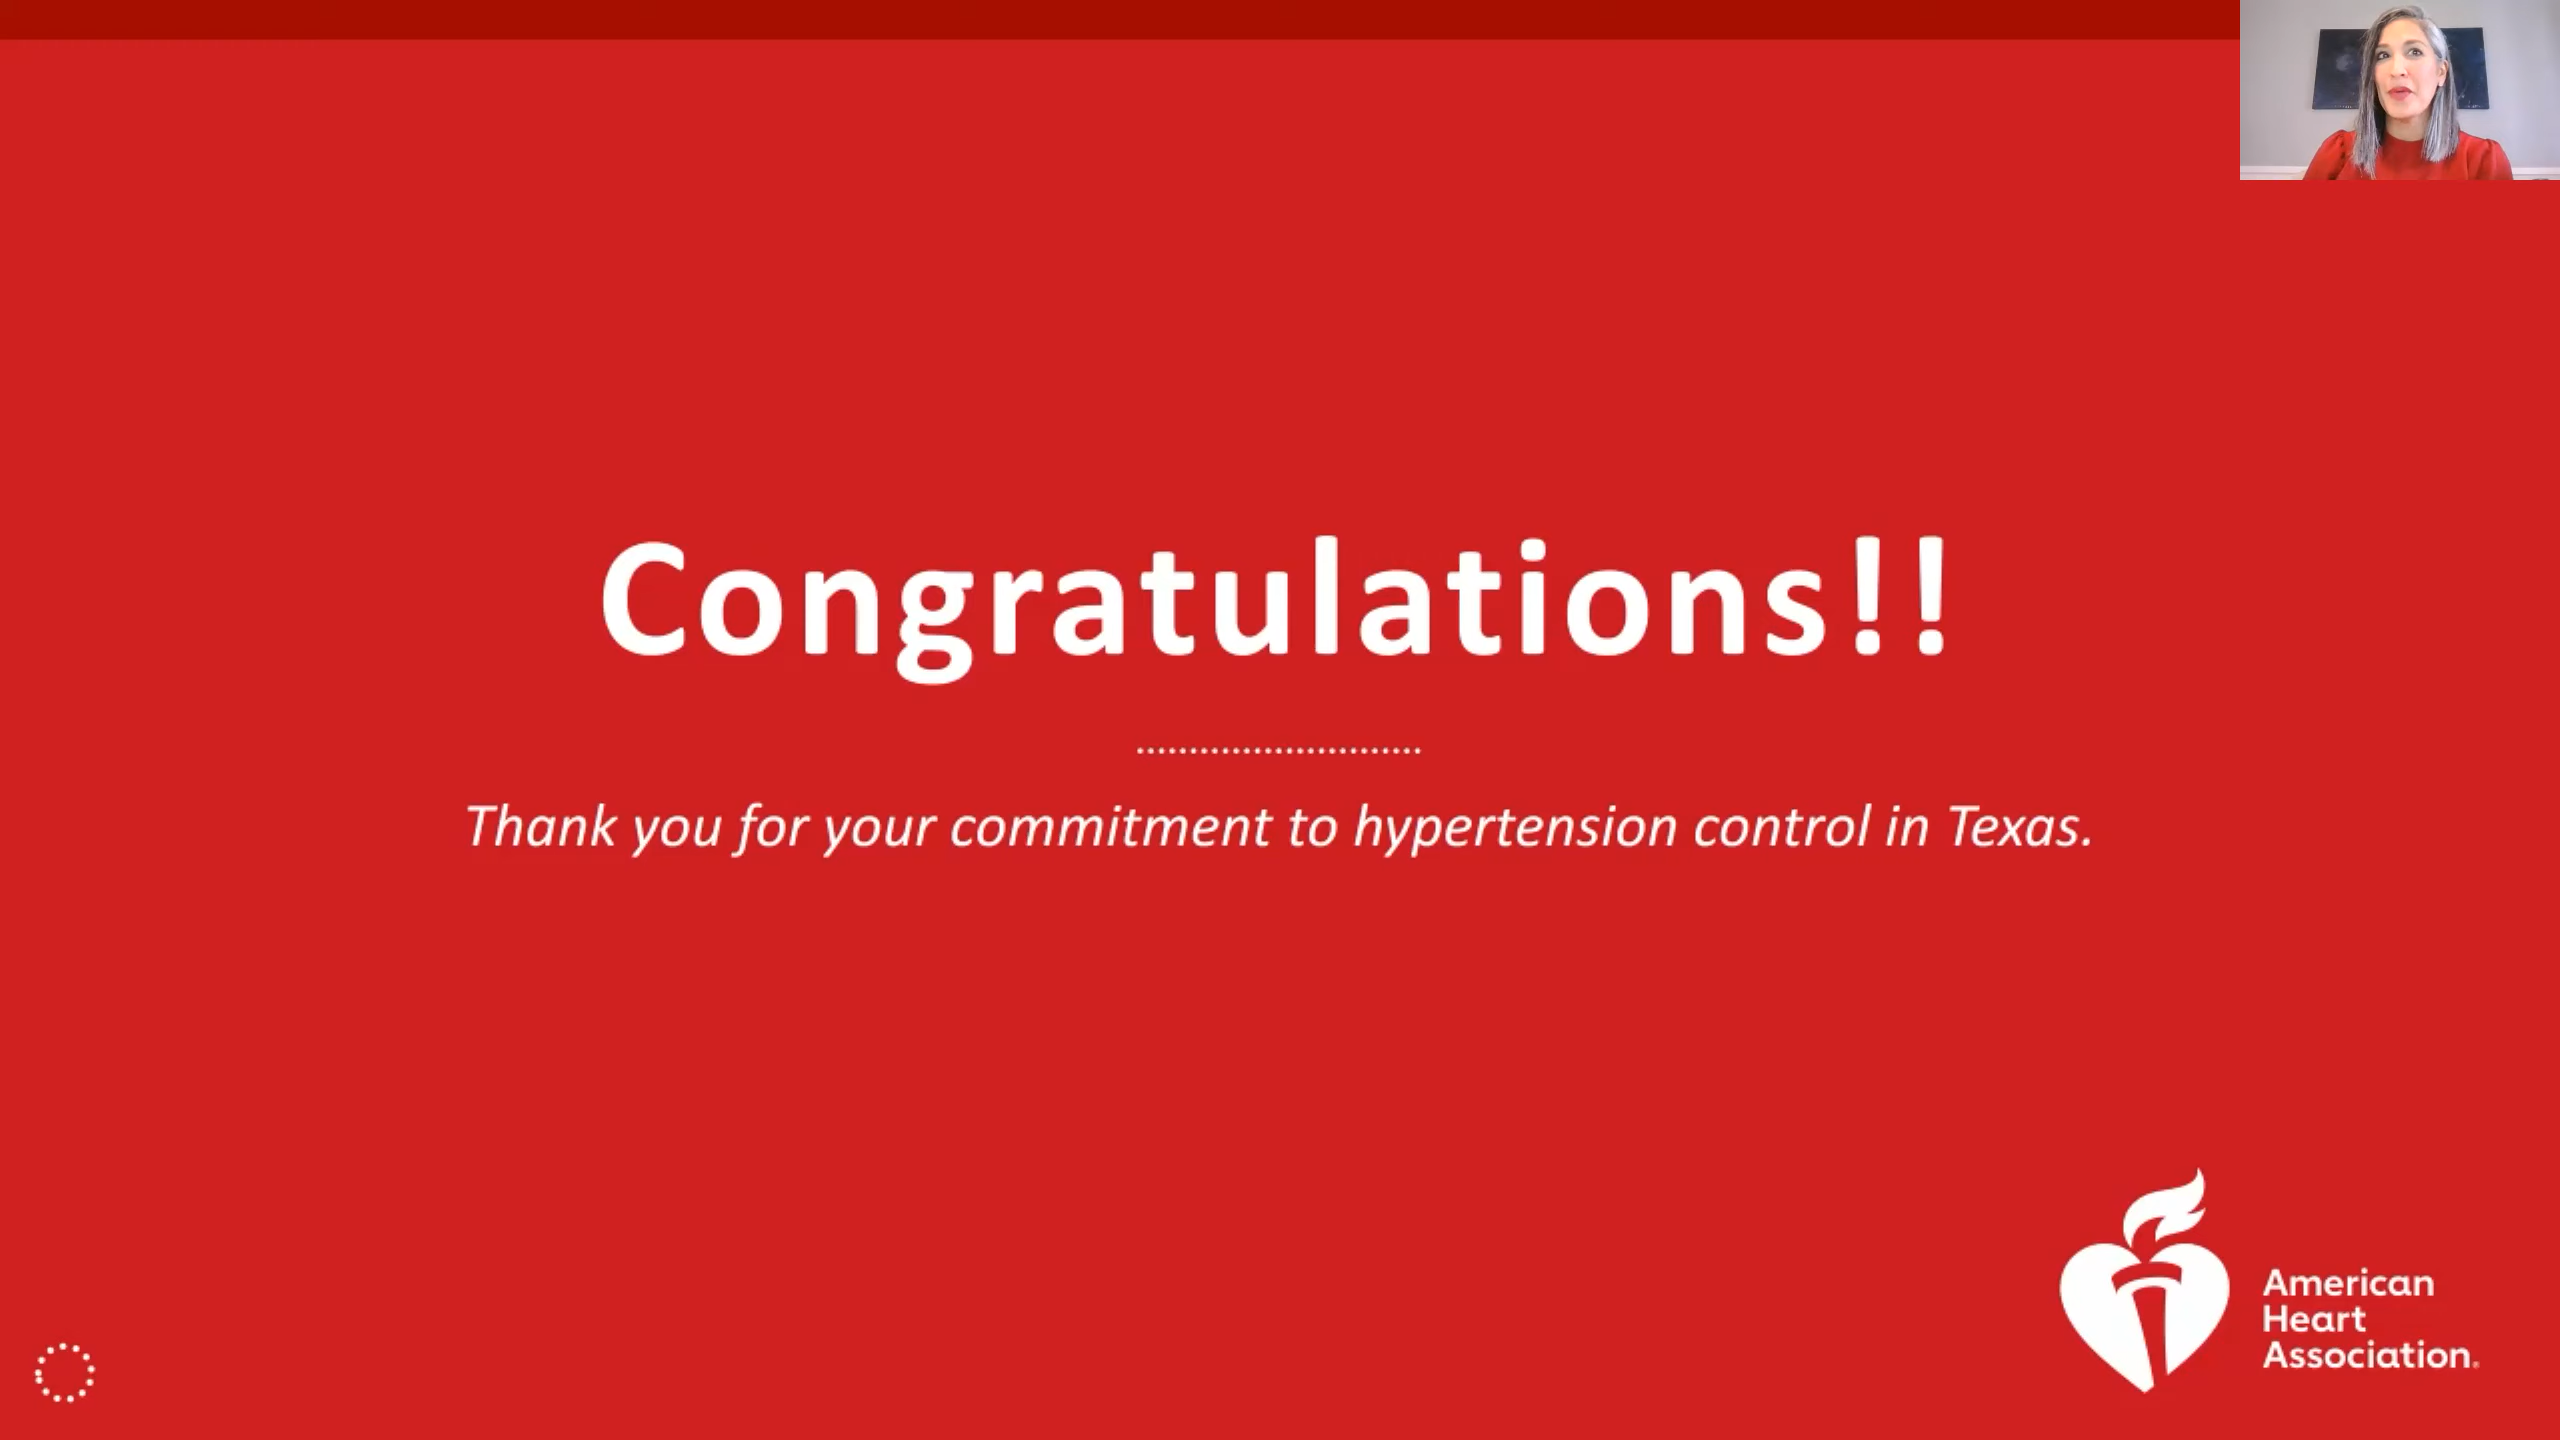 Congratulations!!
Thank you for your commitment to hypertension control in Texas.
American
Heart
Association.